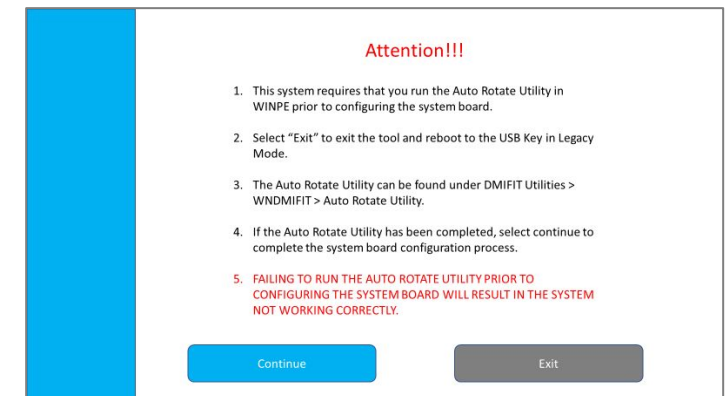 Attention!!!
1. This system requires that you run the Auto Rotate Utility in
WINPE prior to configuring the system board.
2. Select “Exit” to exit the tool and reboot to the USB Key in Legacy
Mode.
3. The Auto Rotate Utility can be found under DMIFIT Utilities >
WNDMIFIT > Auto Rotate Utility.
4. If the Auto Rotate Utility has been completed, select continue to
complete the system board configuration process.
5. FAILING TO RUN THE AUTO ROTATE UTILITY PRIOR TO
CONFIGURING THE SYSTEM BOARD WILL RESULT IN THE SYSTEM
NOT WORKING CORRECTLY.
Continue
Exit